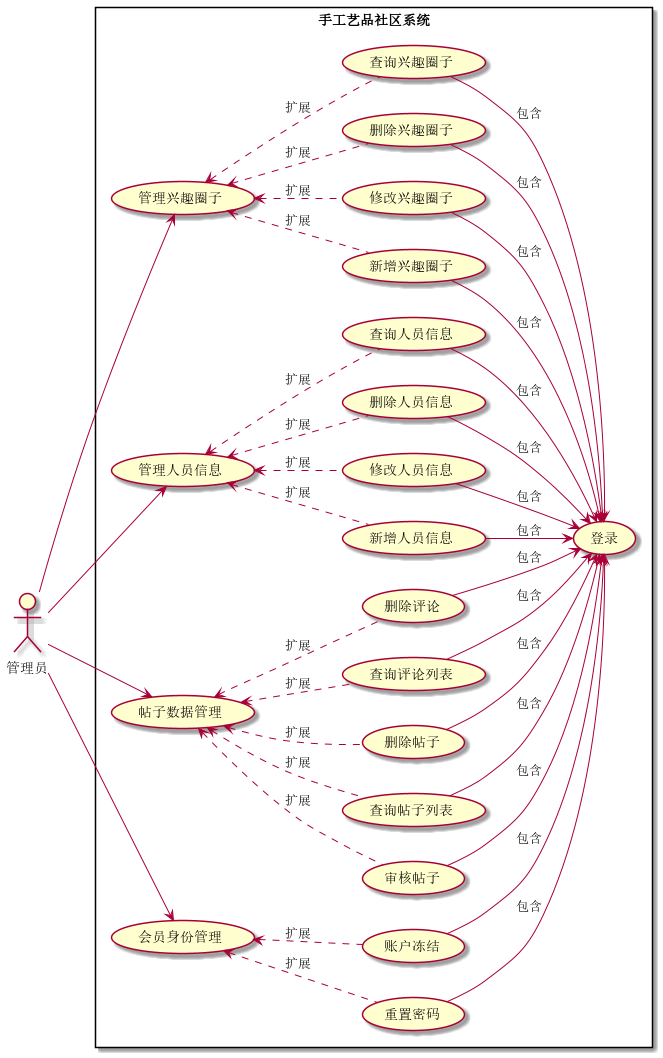 手工艺品社区系统
查询兴趣圈子
扩展
包含
删除兴趣圈子
扩展
包含
管理兴趣圈子
扩展
修改兴趣圈子
扩展
包含
新增兴趣圈子
包含
查询人员信息
扩展
包含
删除人员信息
扩展
包含
管理人员信息
扩展
修改人员信息
扩展
包含
新增人员信息
包含
登录
包含
删除评论
包含
扩展
查询评论列表
包含
管理员
扩展
帖子数据管理
扩展
删除帖子
包含
扩展
查询帖子列表
包含
扩展
审核帖子
包含
会员身份管理
扩展
账户冻结
包含
扩展
重置密码